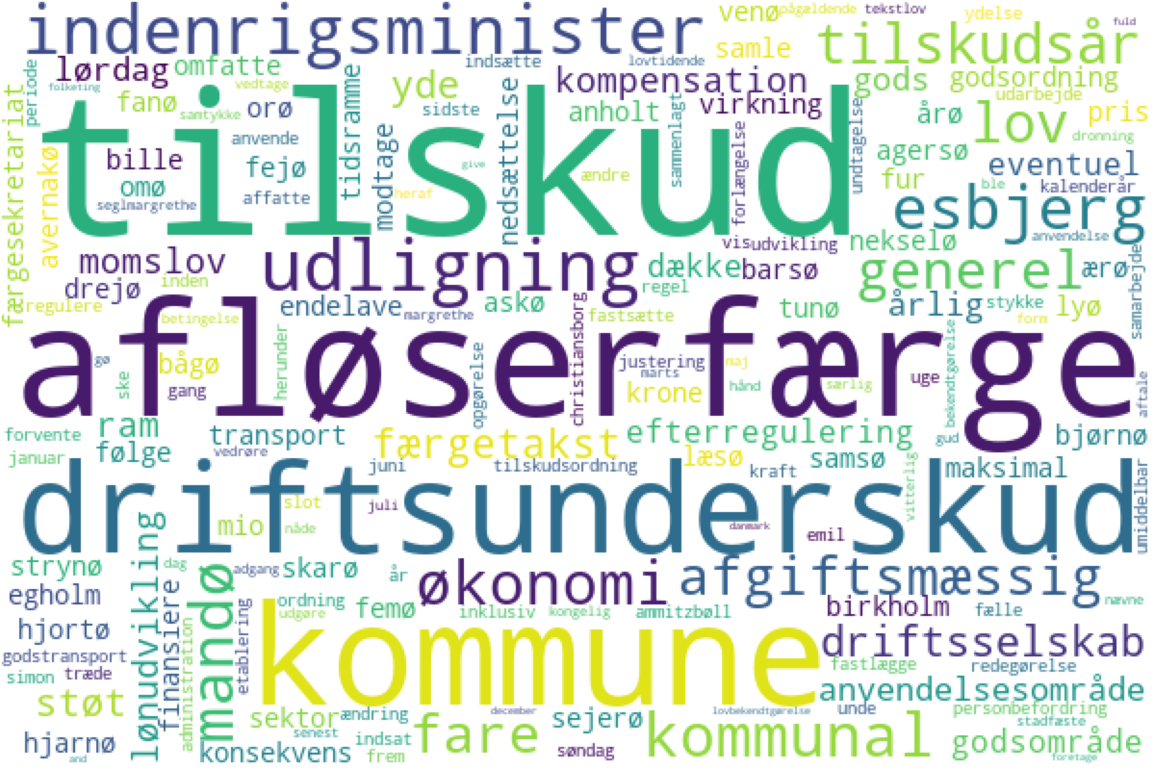 indenrigsminister
venø
pågældende
tekstlov
ydelse
fuld
tilskudsår
samle
lørdag
omfatte
vedtage
folketing
periode
færgesekretariat
fanø
samtykke
orø
tidsramme
yde
indsætte
lovtidende
kompensation
gods
godsordning
udarbejde
pris
sidste
anholt
virkning
årø
lov
dronning
tilskud
anvende
bille
fejø
omø
affatte
seglmargrethe
avernakø
modtage
heraf
nedsættelse
give
ændre
sammenlagt
forlængelse
undtagelse
agersø
fur
eventuel
ble
kalenderår
esbjerg
anvendelse
momslov
udligning
vis
udvikling
nekselø
drejø
inden
dække
barsø
generel
ærø
samarbejde
regulere
betingelse
endelave
margrethe
askø
regel
fastsætte
tunø
årlig
stykke
lyø
form
afløserfærge
gø
bågø
ske
gang
herunder
opgørelse
christiansborg
justering
marts
krone
maj
hånd
særlig
uge
bekendtgørelse
aftale
forvente
ram
januar
følge
transport
vedrøre
færgetakst
efterregulering
gud
bjørnø
juni
tilskudsordning
læsø
samsø
kraft
maksimal
vitterlig
umiddelbar
driftsunderskud
slot
juli
mio
nåde
danmark
emil
strynø
dag
adgang
skarø
år
økonomi
afgiftsmæssig
egholm
lønudvikling
finansiere
mandø
ordning
udgøre
femø
inklusiv
kongelig
ammitzbøll
birkholm
fælle
nævne
hjortø
godstransport
simon
træde
administration
etablering
kommune
driftsselskab
fastlægge
redegørelse
støt
anvendelsesområde
sektor
ændring
senest
december
lovbekendtgørelse
unde
personbefordring
stadfæste
hjarnø
and
konsekvens
indsat
frem
fare
sejerø
søndag
kommunal
godsområde
foretage